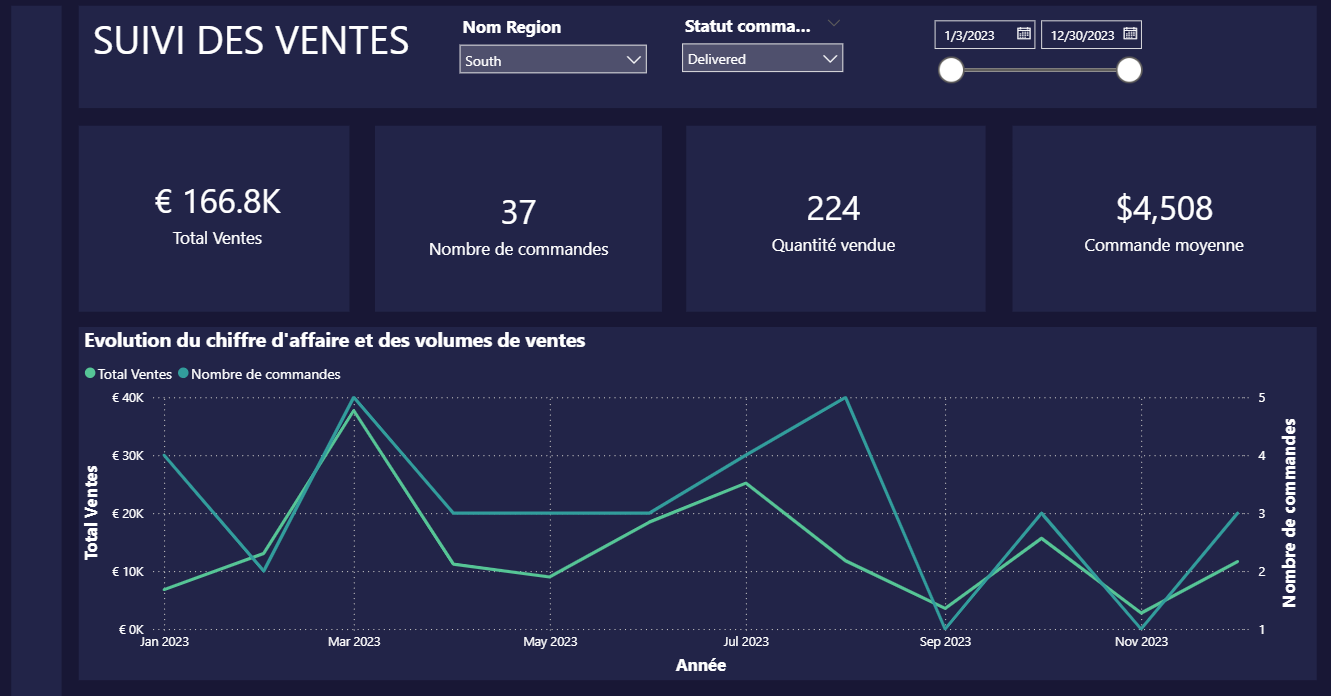 SUIVI DES VENTES
Nom Region
South
Statut comma...
Delivered
1/3/2023
12/30/2023
€ 166.8K
Total Ventes
37
Nombre de commandes
224
Quantité vendue
$4,508
Commande moyenne
Evolution du chiffre d'affaire et des volumes de ventes
Total Ventes
Nombre de commandes
Total Ventes
€ 40K
€ 30K
€ 20K
€ 10K
€ 0K
Jan 2023
Mar 2023
May 2023
Jul 2023
Sep 2023
Nov 2023
Année
5
4
3
2
1
Nombre de commandes